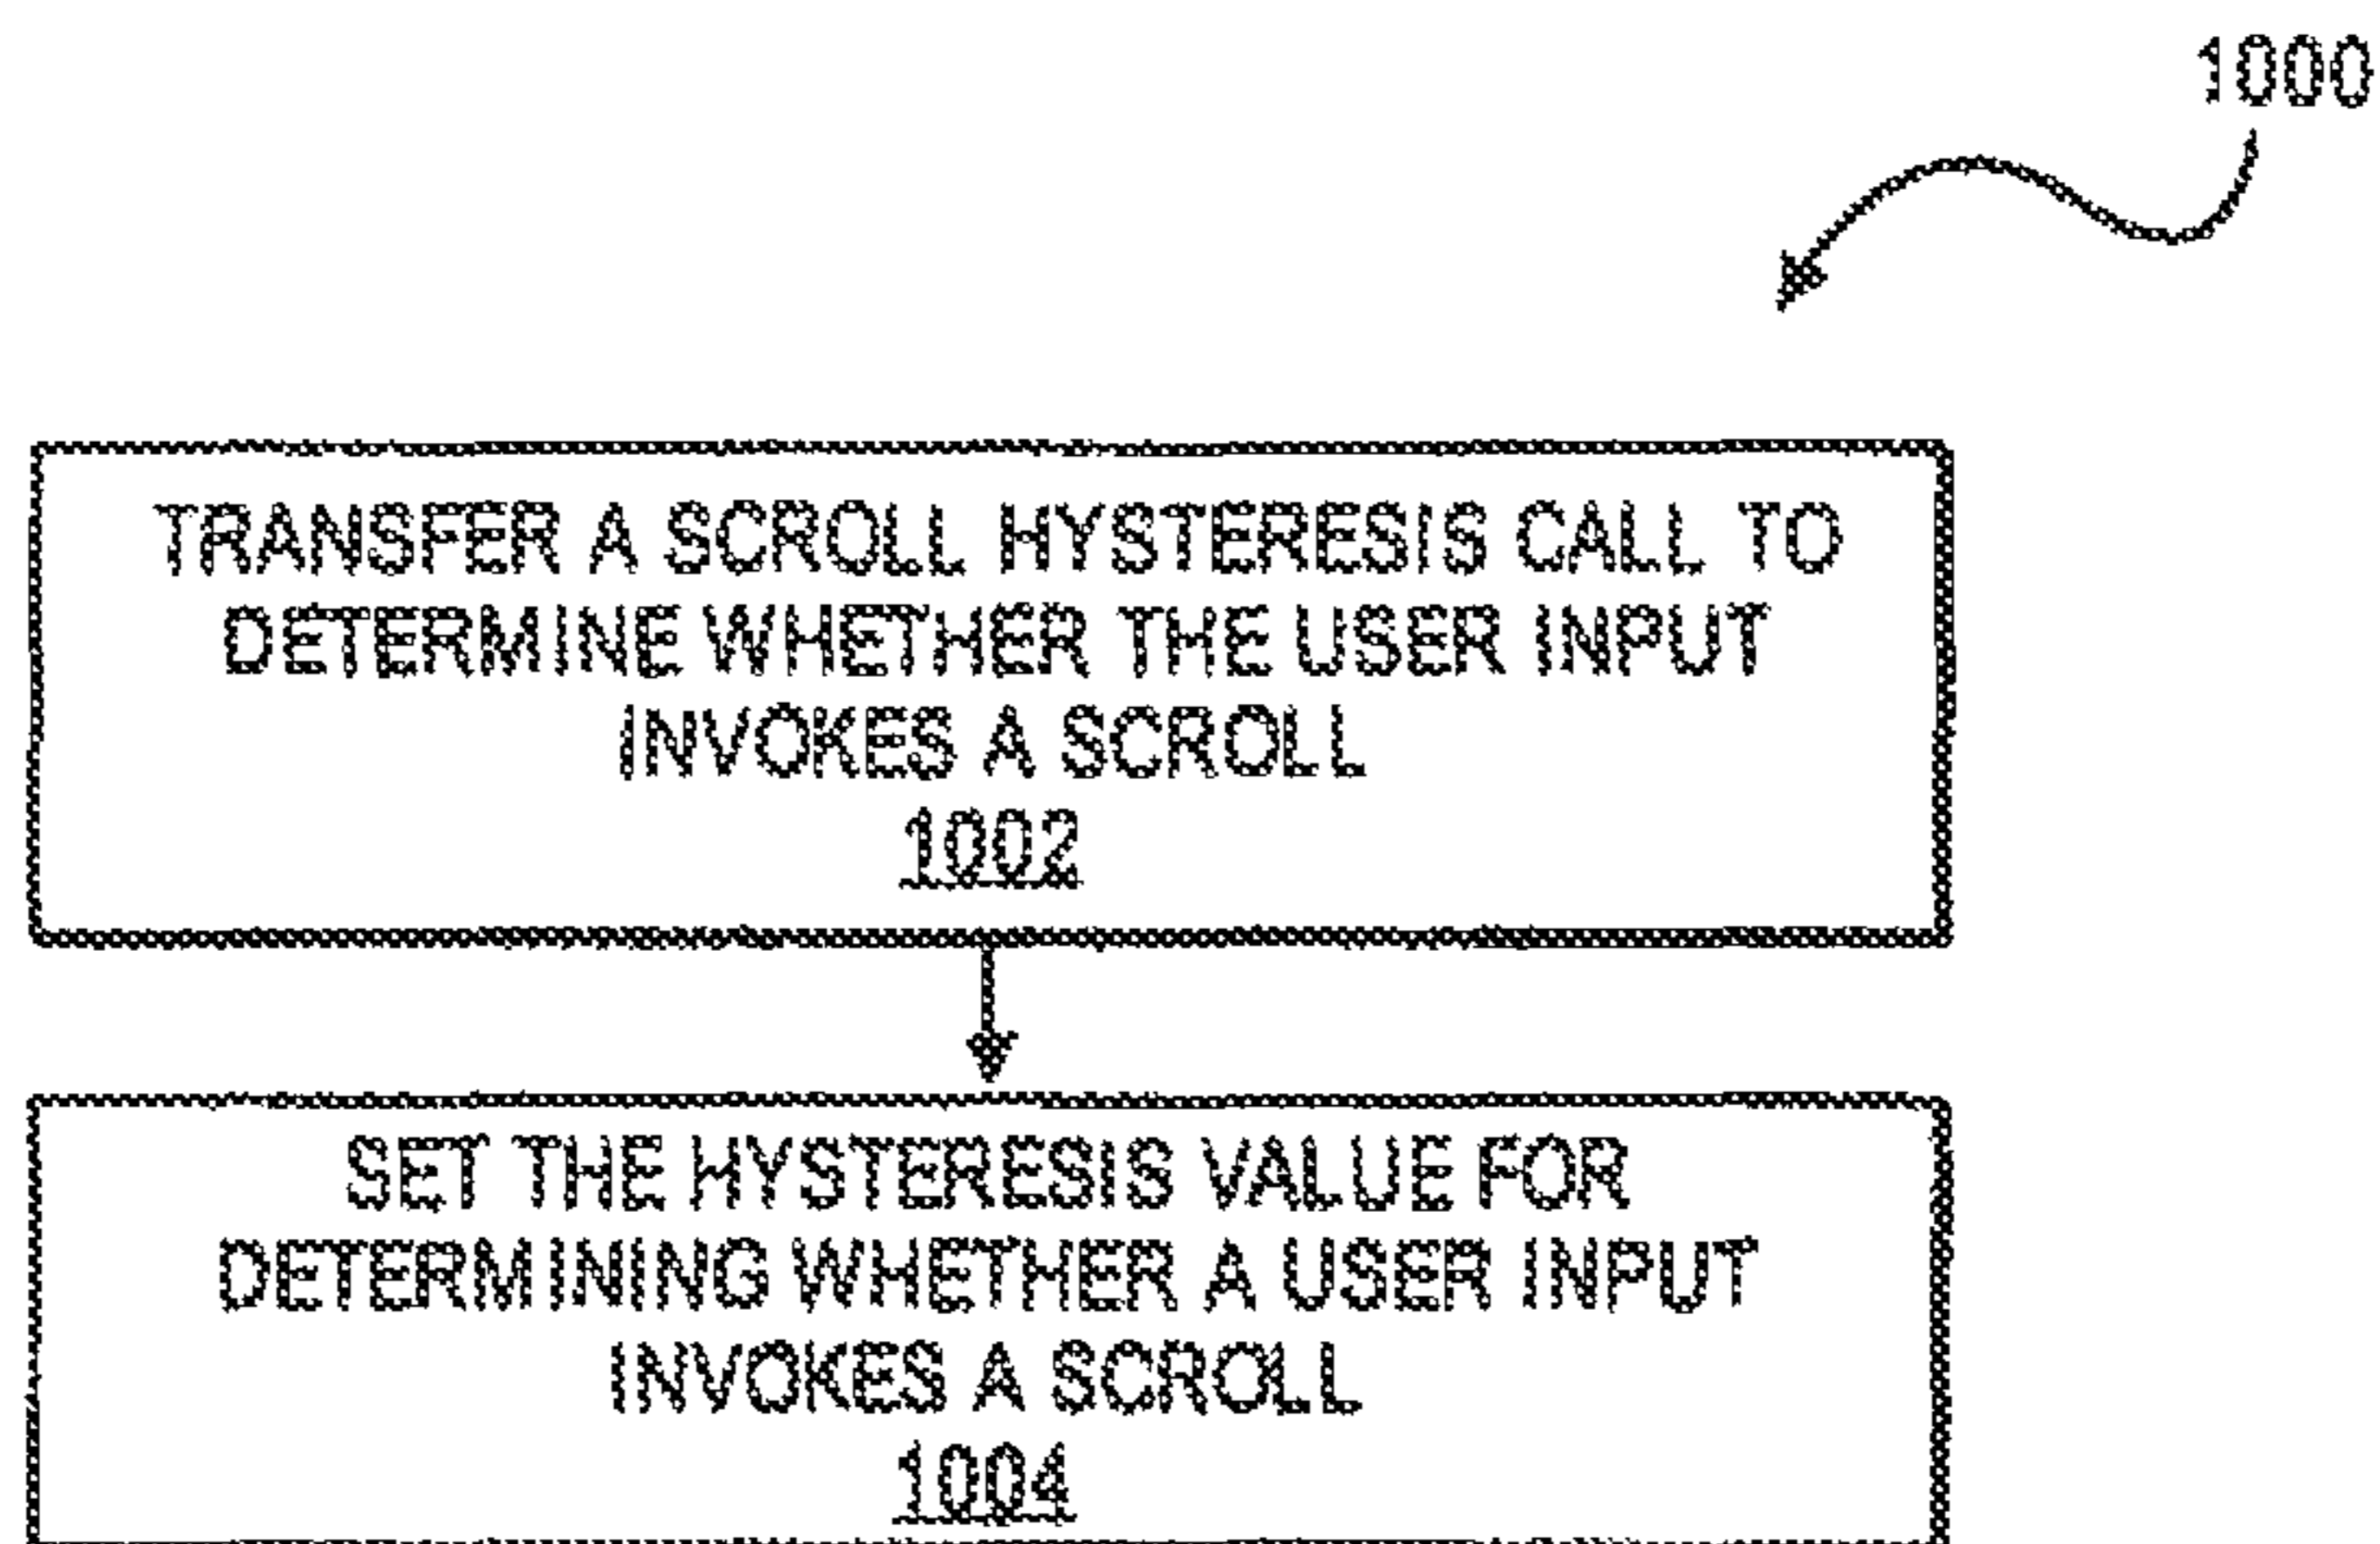 1000
TRANSFER A SCROLL HYSTERESIS CALL TO
DETERMINE WHETHER THE USER INPUT
INVOKES A SCROLL
1002
SET THE HYSTERESIS VALUE FOR
DETERMINING WHETHER A USER INPUT
INVOKES A SCROLL
1004